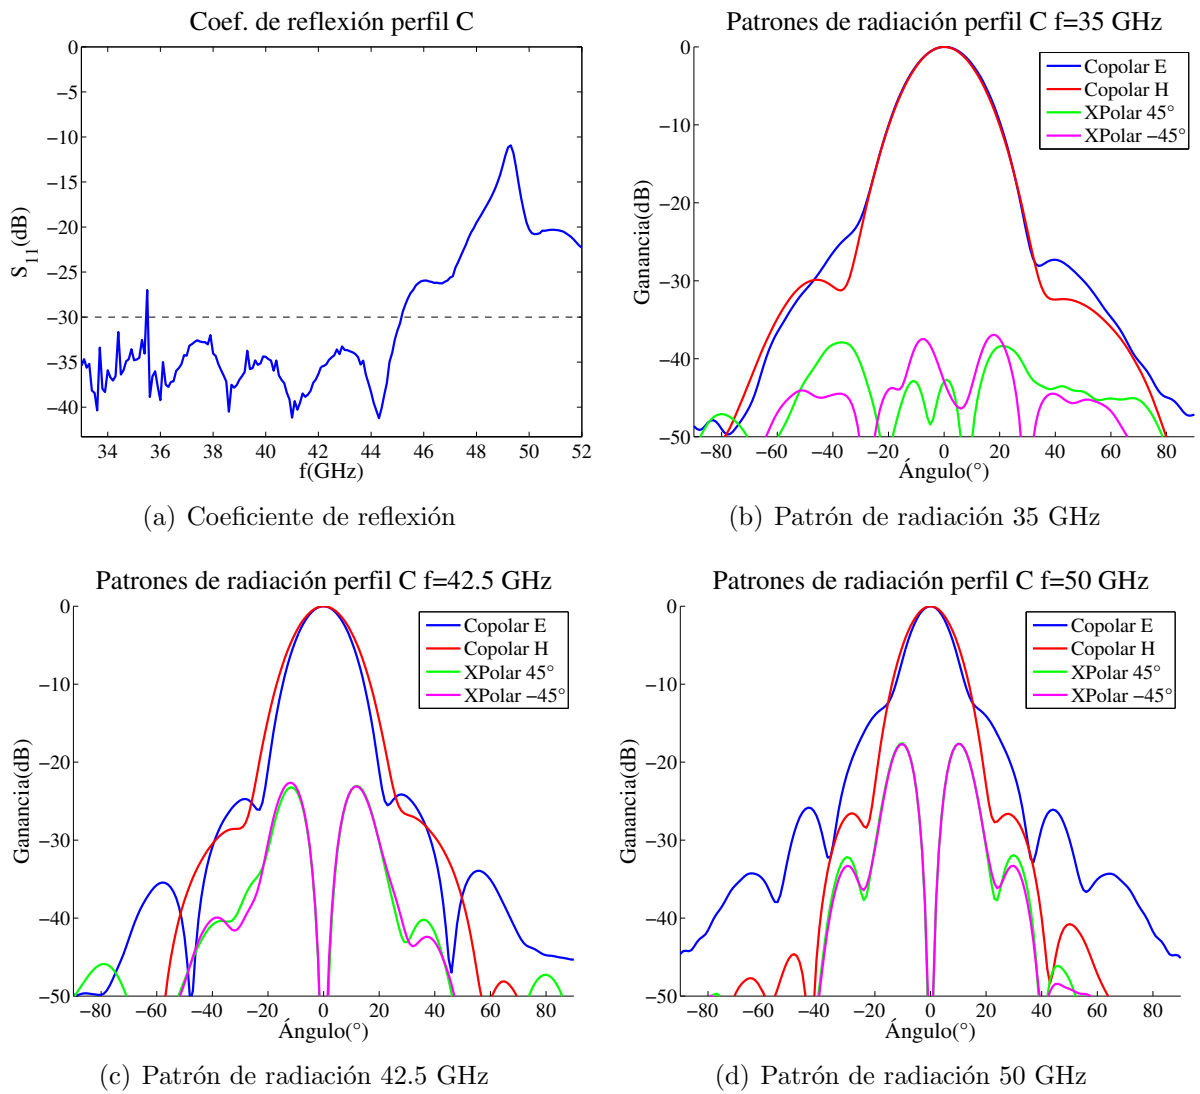 Coef. de reflexión perfil C
0
−5
−10
−15
−20
−25
−30
−35
−40
S11(dB)
34 36 38 40 42 44 46 48 50 52
f(GHz)
(a) Coeficiente de reflexión
Patrones de radiación perfil C f=35 GHz
0
−10
−20
−30
−40
−50
Ganancia(dB)
Copolar E
Copolar H
XPolar 45°
XPolar −45°
−80 −60 −40 −20 0 20 40 60 80
Ángulo(°)
(b) Patrón de radiación 35 GHz
Patrones de radiación perfil C f=42.5 GHz
0
−10
−20
−30
−40
−50
Ganancia(dB)
Copolar E
Copolar H
XPolar 45°
XPolar −45°
−80 −60 −40 −20 0 20 40 60 80
Ángulo(°)
(c) Patrón de radiación 42.5 GHz
Patrones de radiación perfil C f=50 GHz
0
−10
−20
−30
−40
−50
Ganancia(dB)
Copolar E
Copolar H
XPolar 45°
XPolar −45°
−80 −60 −40 −20 0 20 40 60 80
Ángulo(°)
(d) Patrón de radiación 50 GHz